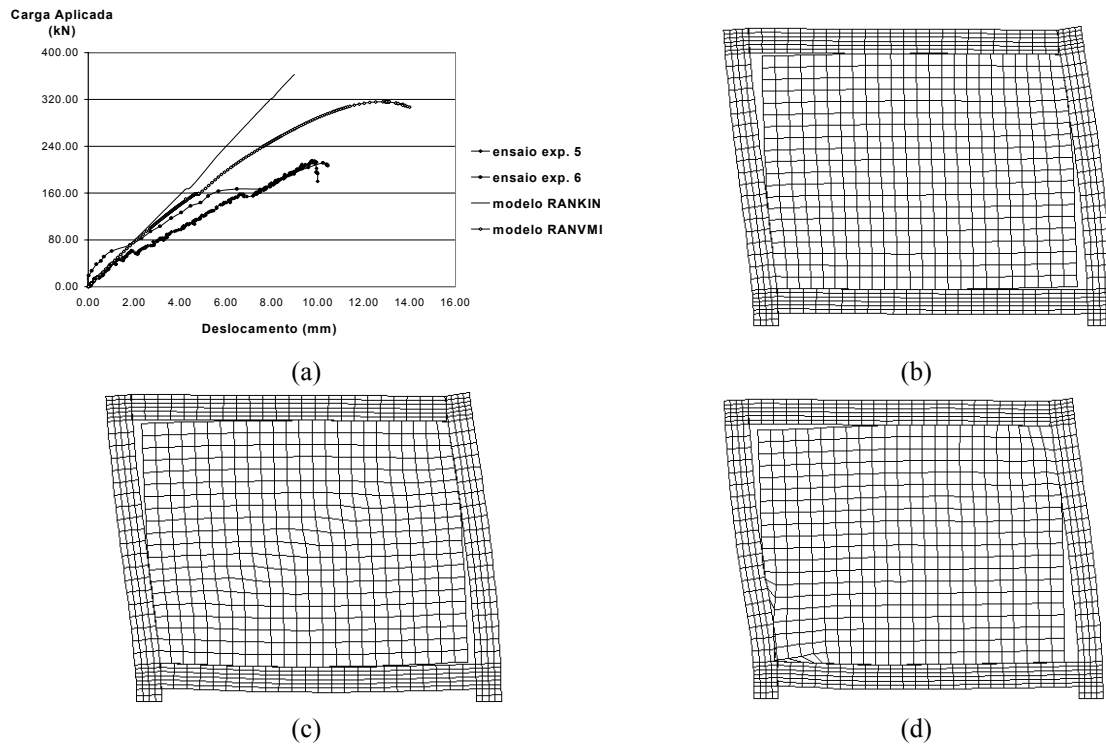 Carga Aplicada
(kN)
400.00
320.00
240.00
160.00
80.00
0.00
0.00 2.00 4.00 6.00 8.00 10.00 12.00 14.00 16.00
Deslocamento (mm)
ensaio exp. 5
ensaio exp. 6
modelo RANKIN
modelo RANVMI
(a)
(b)
(c)
(d)